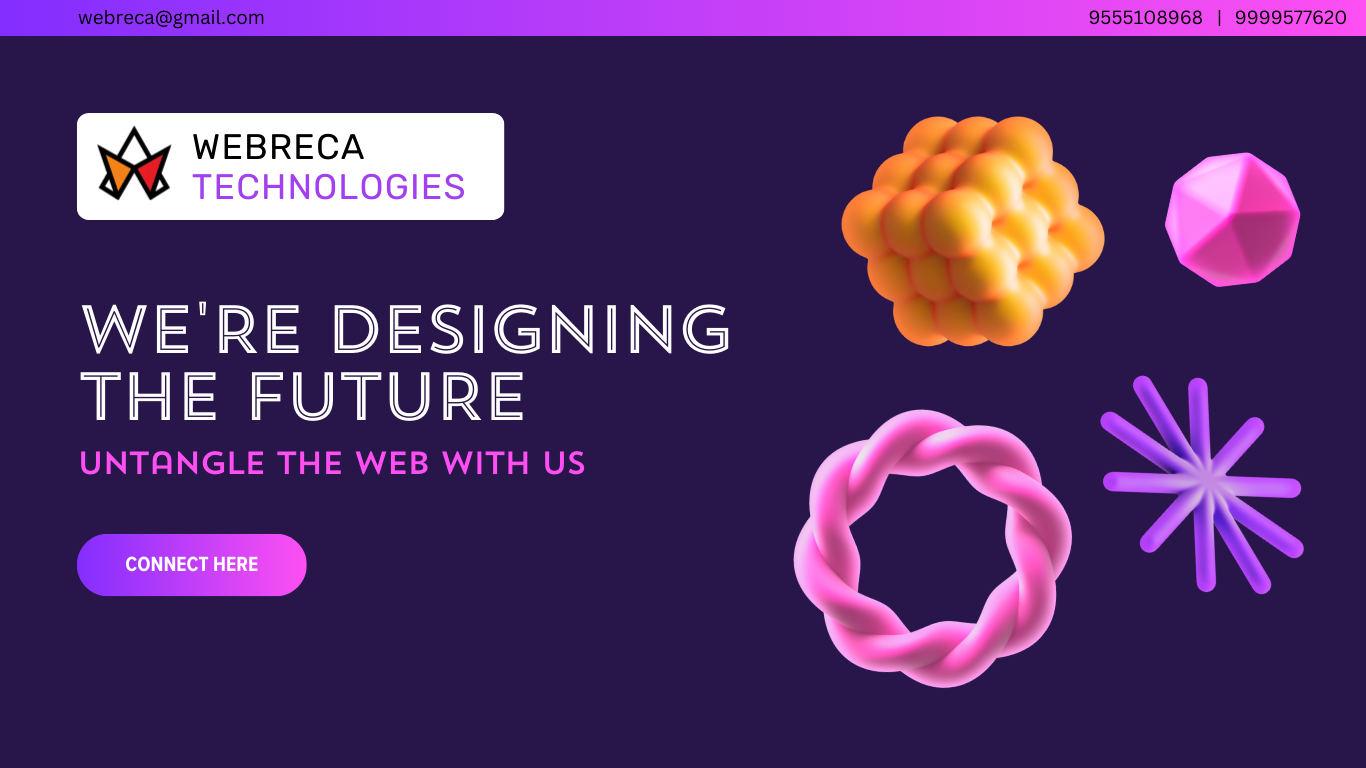 webreca@gmail.com
9555108968 | 9999577620
WEBRECA
TECHNOLOGIES
WE'RE DESIGNING
THE FUTURE
UNTANGLE THE WEB WITH US
CONNECT HERE